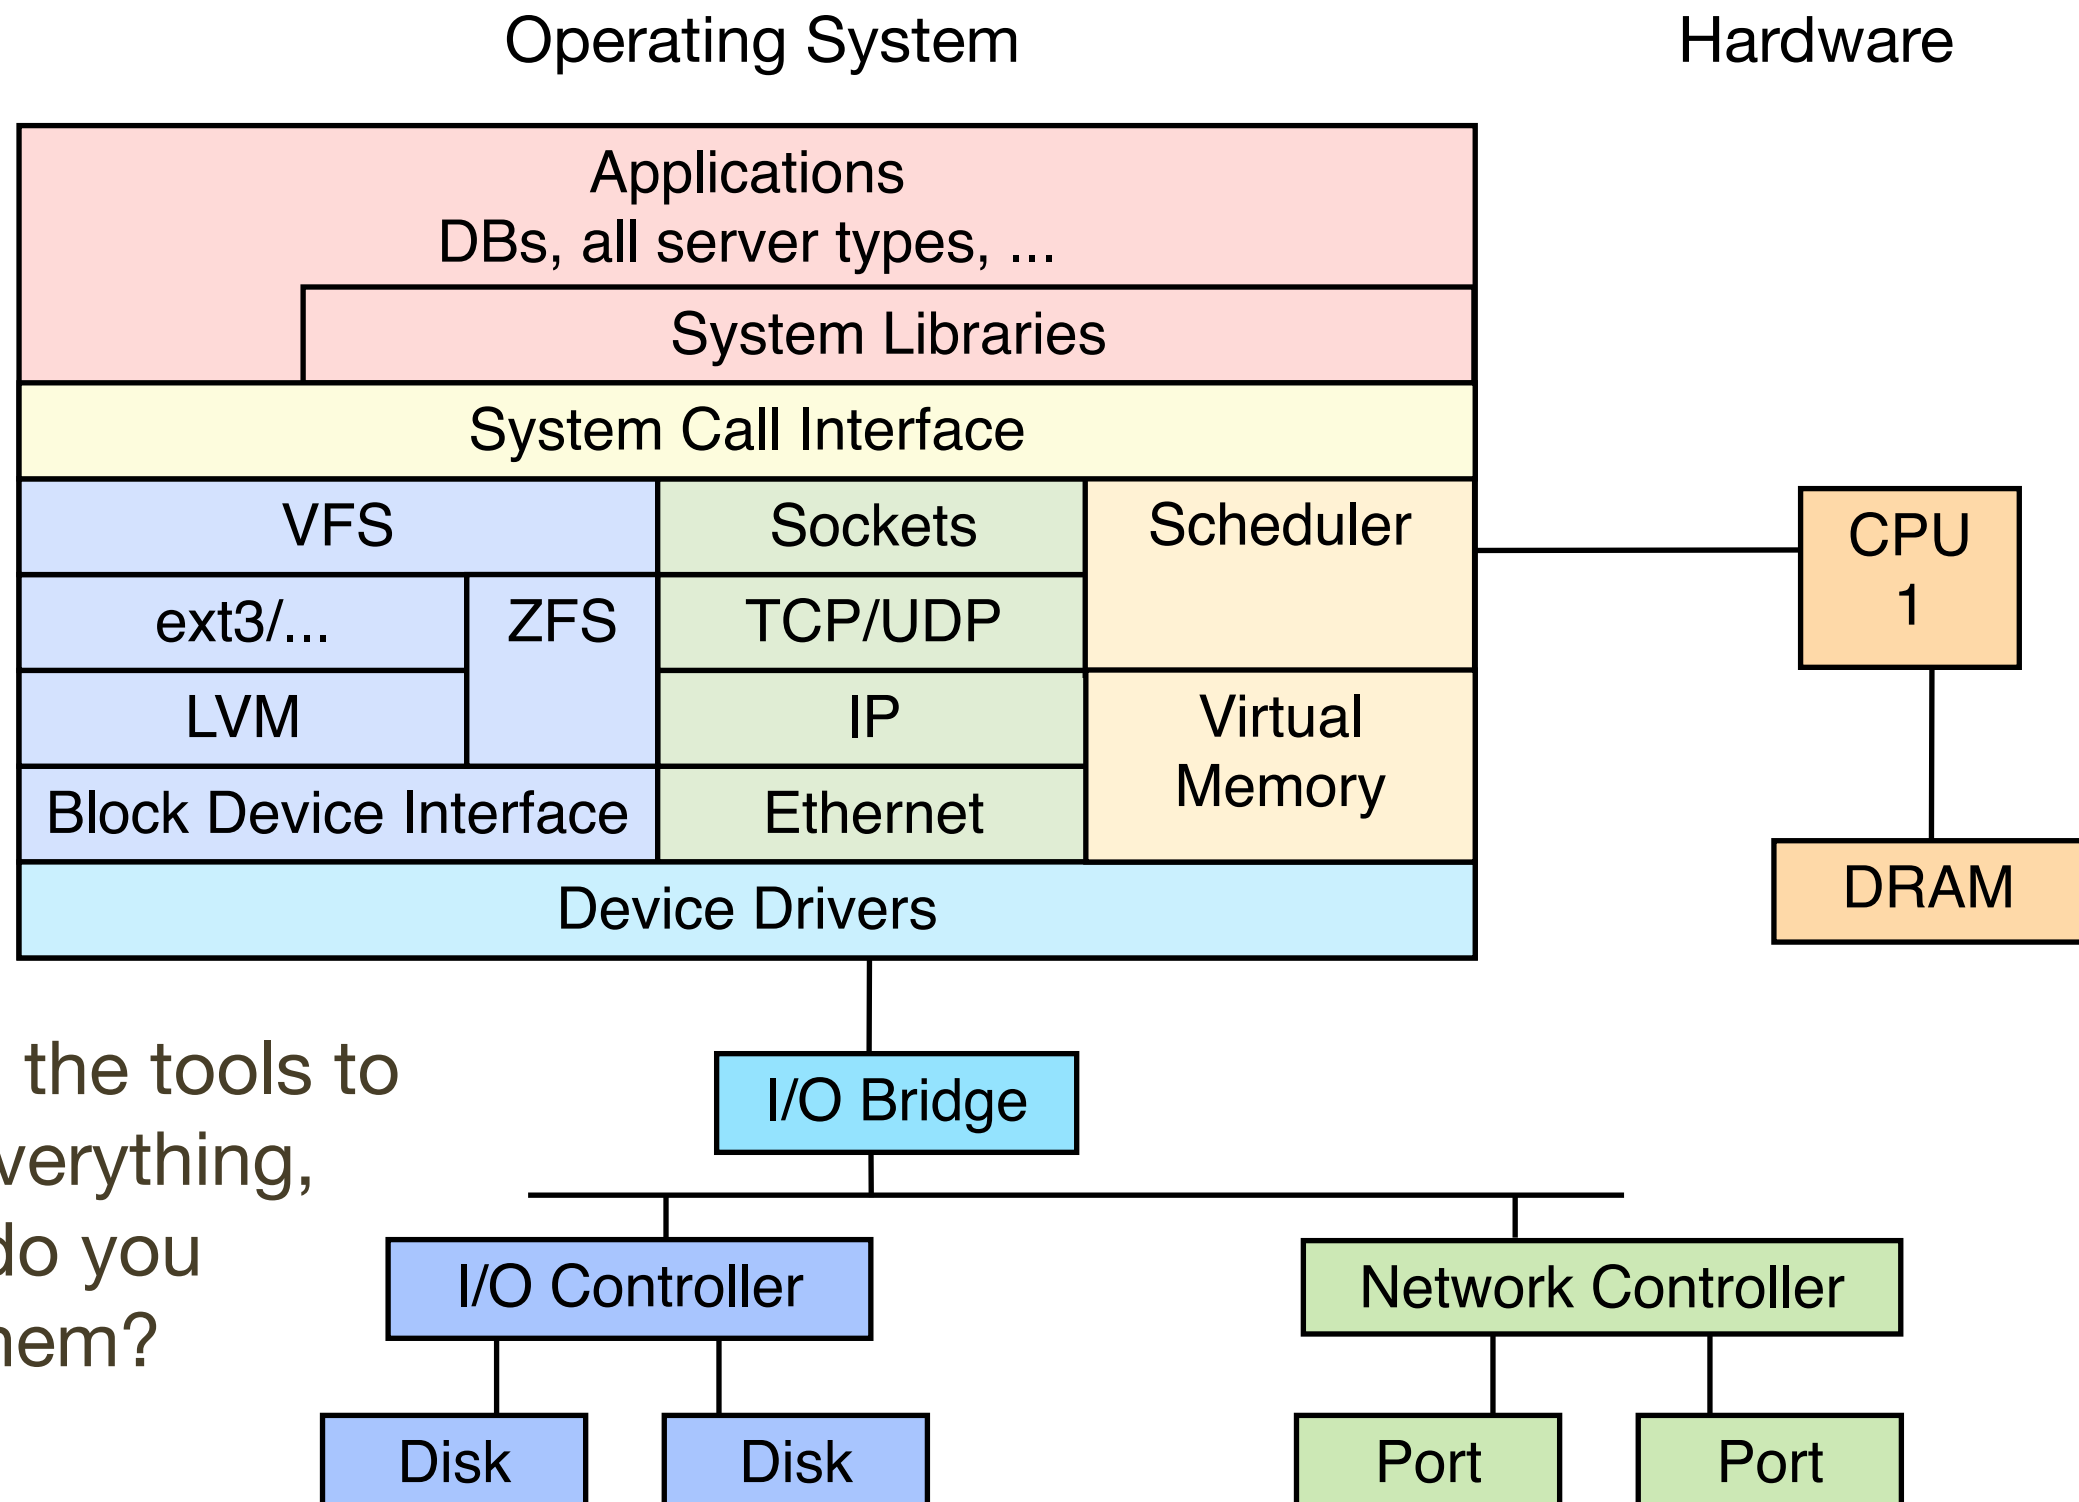 Operating System
Hardware
Applications
DBs, all server types, ...
System Libraries
System Call Interface
VFS
Sockets
Scheduler
ext3/...
ZFS
TCP/UDP
LVM
IP
Virtual
Memory
Block Device Interface
Ethernet
Device Drivers
CPU
1
DRAM
the tools to
verything,
do you
hem?
I/O Bridge
I/O Controller
Network Controller
Disk
Disk
Port
Port